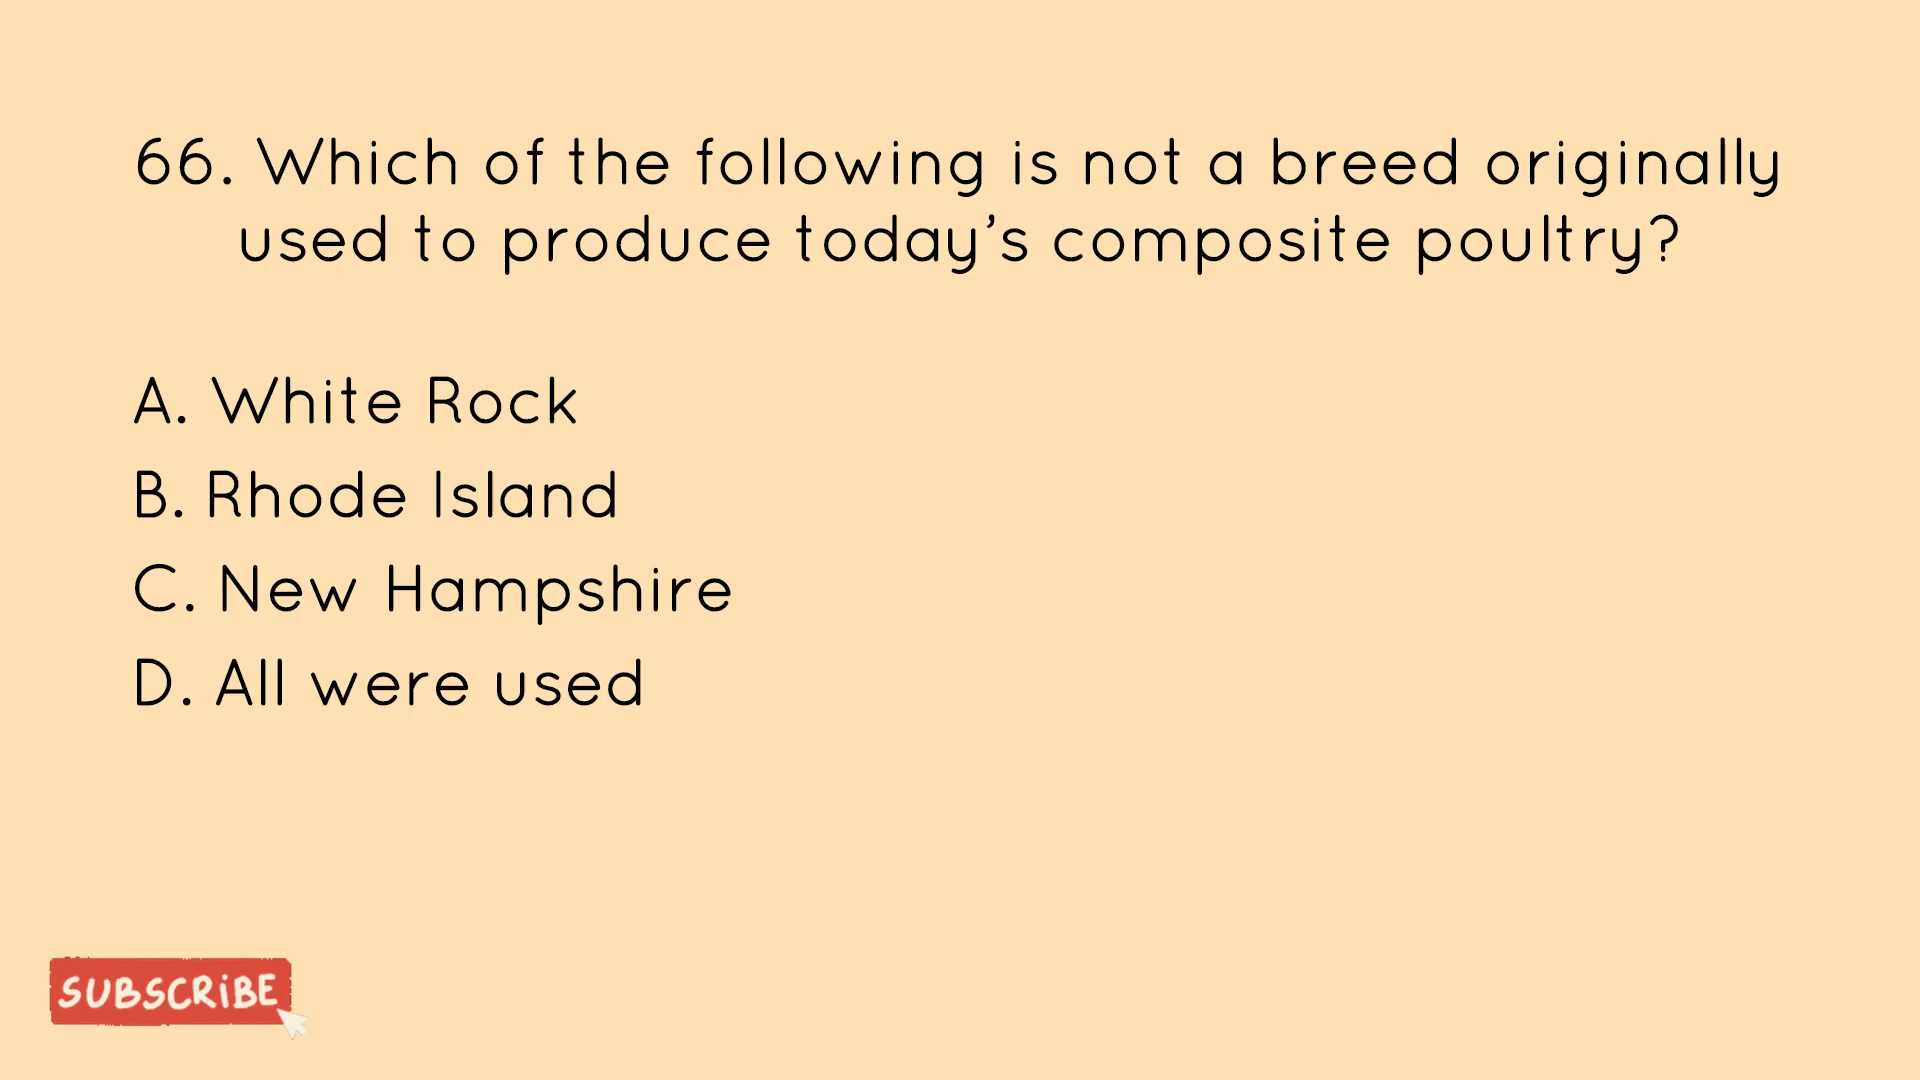 66. Which of the following is not a breed originally
used to produce today’s composite poultry?
A. White Rock
B. Rhode Island
C. New Hampshire
D. All were used
SUBSCRiBE